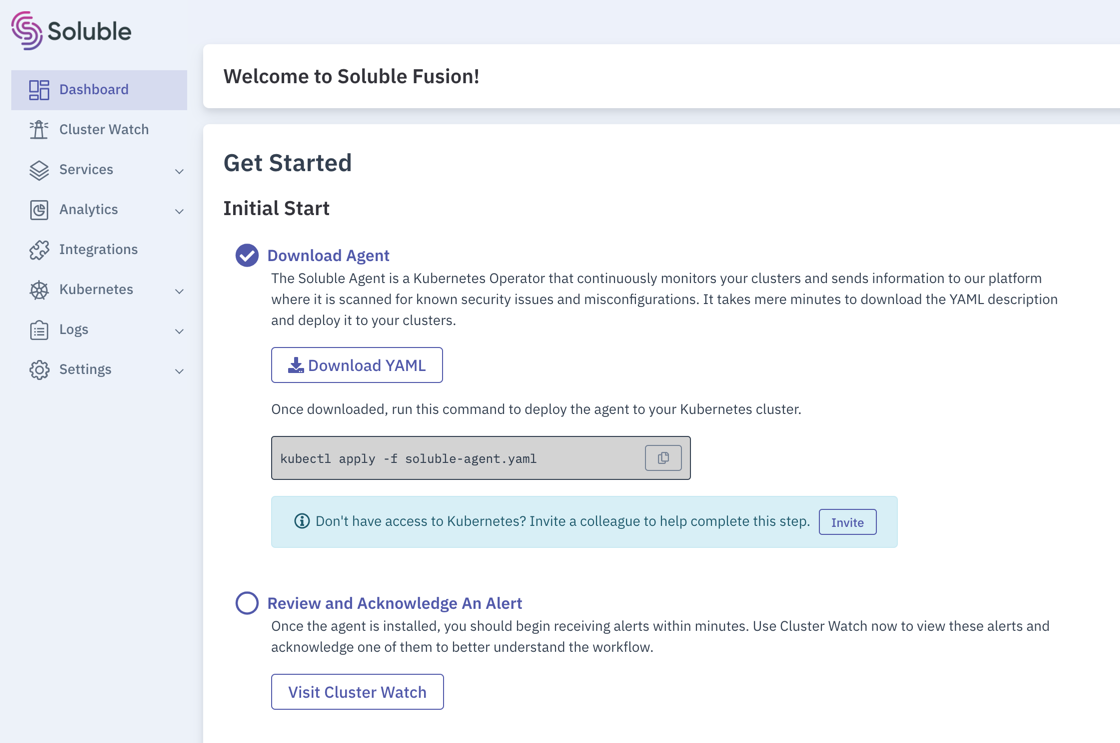 Soluble
Dashboard
Cluster Watch
Services
Analytics
Integrations
Kubernetes
Logs
Settings
Welcome to Soluble Fusion!
Get Started
Initial Start
Download Agent
The Soluble Agent is a Kubernetes Operator that continuously monitors your clusters and sends information to our platform
where it is scanned for known security issues and misconfigurations. It takes mere minutes to download the YAML description
and deploy it to your clusters.
Download YAML
Once downloaded, run this command to deploy the agent to your Kubernetes cluster.
kubectl apply -f soluble-agent.yaml
Don't have access to Kubernetes? Invite a colleague to help complete this step. Invite
Review and Acknowledge An Alert
Once the agent is installed, you should begin receiving alerts within minutes. Use Cluster Watch now to view these alerts and
acknowledge one of them to better understand the workflow.
Visit Cluster Watch